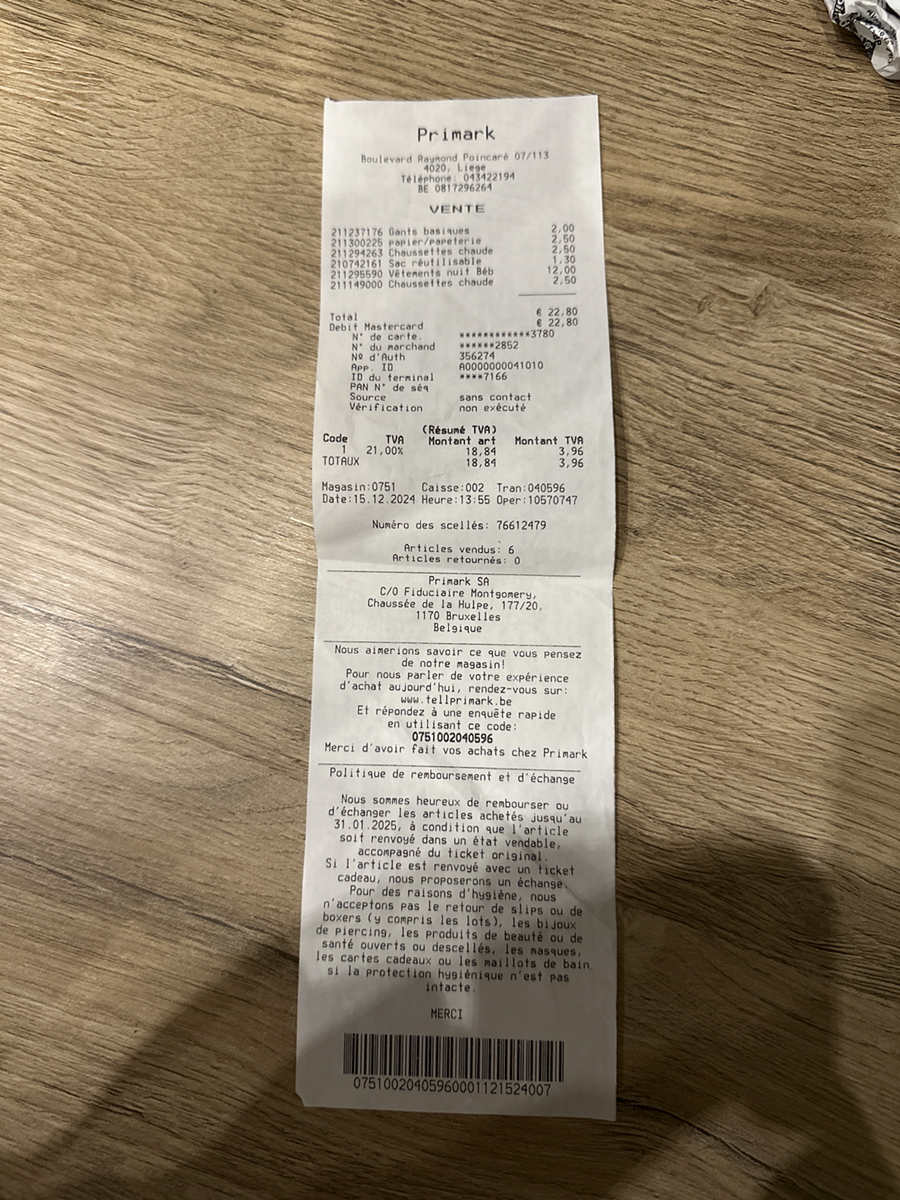 Primark
Boulevard Raymond Poincaré 07/113
4020, Liege
Téléphone: 043422194
BE 0817296264
VENTE
211237176 Gants basiques 2,00
211300225 papier/papeterie 2,50
211294263 Chaussettes chaude 2,50
210742161 Sac réutilisable 1,30
211295590 Vêtements nuit Béb 12,00
211149000 Chaussettes chaude 2,50
Total € 22,80
Debit Mastercard € 22,80
N° de carte. ************3780
N° du marchand ******2852
Nº d'Auth 356274
App. ID A0000000041010
ID du terminal ****7166
PAN N° de séq
Source sans contact
Vérification non exécuté
(Résumé TVA)
Code TVA Montant art Montant TVA
1 21,00% 18,84 3,96
TOTAUX 18,84 3,96
Magasin:0751 Caisse:002 Tran:040596
Date:15.12.2024 Heure:13:55 Oper:10570747
Numéro des scellés: 76612479
Articles vendus: 6
Articles retournés: 0
Primark SA
C/O Fiduciaire Montgomery,
Chaussée de la Hulpe, 177/20,
1170 Bruxelles
Belgique
Nous aimerions savoir ce que vous pensez
de notre magasin!
Pour nous parler de votre expérience
d'achat aujourd'hui, rendez-vous sur:
www.tellprimark.be
Et répondez à une enquête rapide
en utilisant ce code:
0751002040596
Merci d'avoir fait vos achats chez Primark
Politique de remboursement et d'échange
Nous sommes heureux de rembourser ou
d'échanger les articles achetés jusqu'au
31.01.2025, à condition que l'article
soit renvoyé dans un état vendable,
accompagné du ticket original.
Si l'article est renvoyé avec un ticket
cadeau, nous proposerons un échange.
Pour des raisons d'hygiène, nous
n'acceptons pas le retour de slips ou de
boxers (y compris les lots), les bijoux
de piercing, les produits de beauté ou de
santé ouverts ou descellés, les masques,
les cartes cadeaux ou les maillots de bain
si la protection hygiénique n'est pas
intacte.
MERCI
07510020405960001121524007